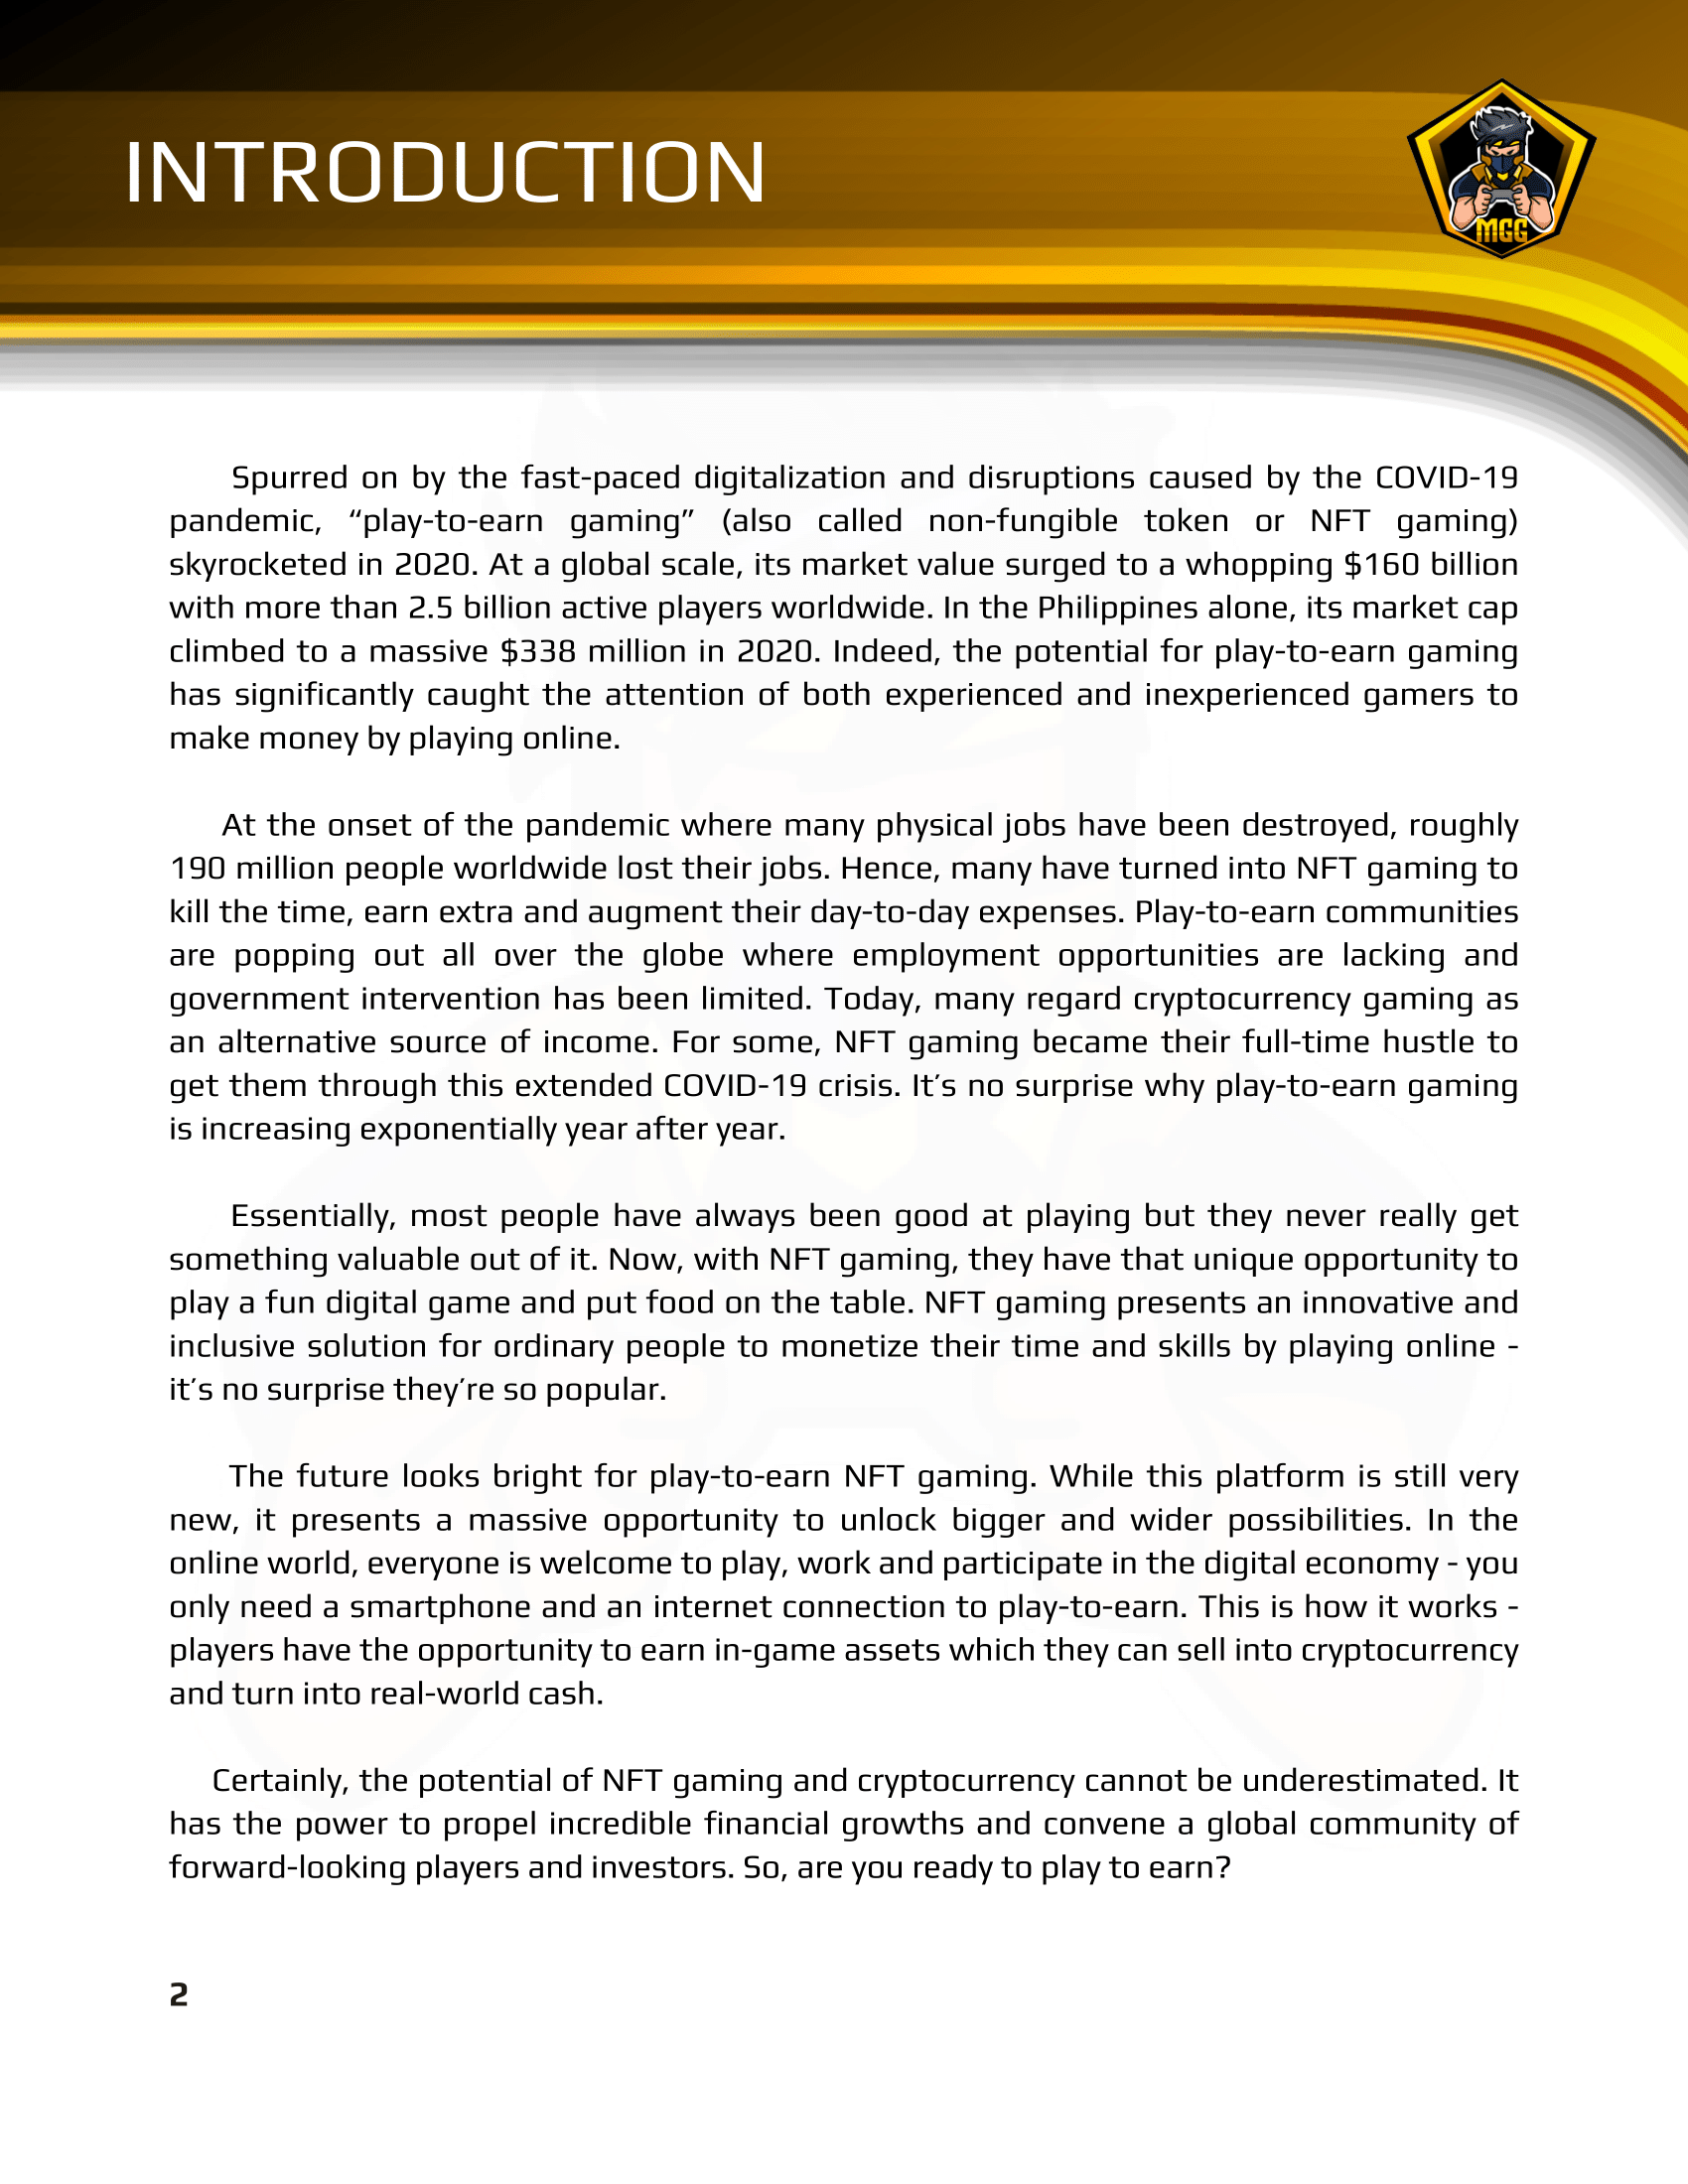 INTRODUCTION
MGG
Spurred on by the fast-paced digitalization and disruptions caused by the COVID-19
pandemic, “play-to-earn gaming” (also called non-fungible token or NFT gaming)
skyrocketed in 2020. At a global scale, its market value surged to a whopping $160 billion
with more than 2.5 billion active players worldwide. In the Philippines alone, its market cap
climbed to a massive $338 million in 2020. Indeed, the potential for play-to-earn gaming
has significantly caught the attention of both experienced and inexperienced gamers to
make money by playing online.
At the onset of the pandemic where many physical jobs have been destroyed, roughly
190 million people worldwide lost their jobs. Hence, many have turned into NFT gaming to
kill the time, earn extra and augment their day-to-day expenses. Play-to-earn communities
are popping out all over the globe where employment opportunities are lacking and
government intervention has been limited. Today, many regard cryptocurrency gaming as
an alternative source of income. For some, NFT gaming became their full-time hustle to
get them through this extended COVID-19 crisis. It’s no surprise why play-to-earn gaming
is increasing exponentially year after year.
Essentially, most people have always been good at playing but they never really get
something valuable out of it. Now, with NFT gaming, they have that unique opportunity to
play a fun digital game and put food on the table. NFT gaming presents an innovative and
inclusive solution for ordinary people to monetize their time and skills by playing online -
it’s no surprise they’re so popular.
The future looks bright for play-to-earn NFT gaming. While this platform is still very
new, it presents a massive opportunity to unlock bigger and wider possibilities. In the
online world, everyone is welcome to play, work and participate in the digital economy - you
only need a smartphone and an internet connection to play-to-earn. This is how it works -
players have the opportunity to earn in-game assets which they can sell into cryptocurrency
and turn into real-world cash.
Certainly, the potential of NFT gaming and cryptocurrency cannot be underestimated. It
has the power to propel incredible financial growths and convene a global community of
forward-looking players and investors. So, are you ready to play to earn?
2